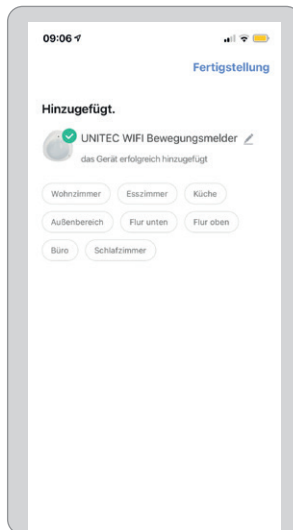 09:06
Fertigstellung
Hinzugefügt.
UNITEC WIFI Bewegungsmelder
das Gerät erfolgreich hinzugefügt
Wohnzimmer Esszimmer Küche
Außenbereich Flur unten Flur oben
Büro Schlafzimmer